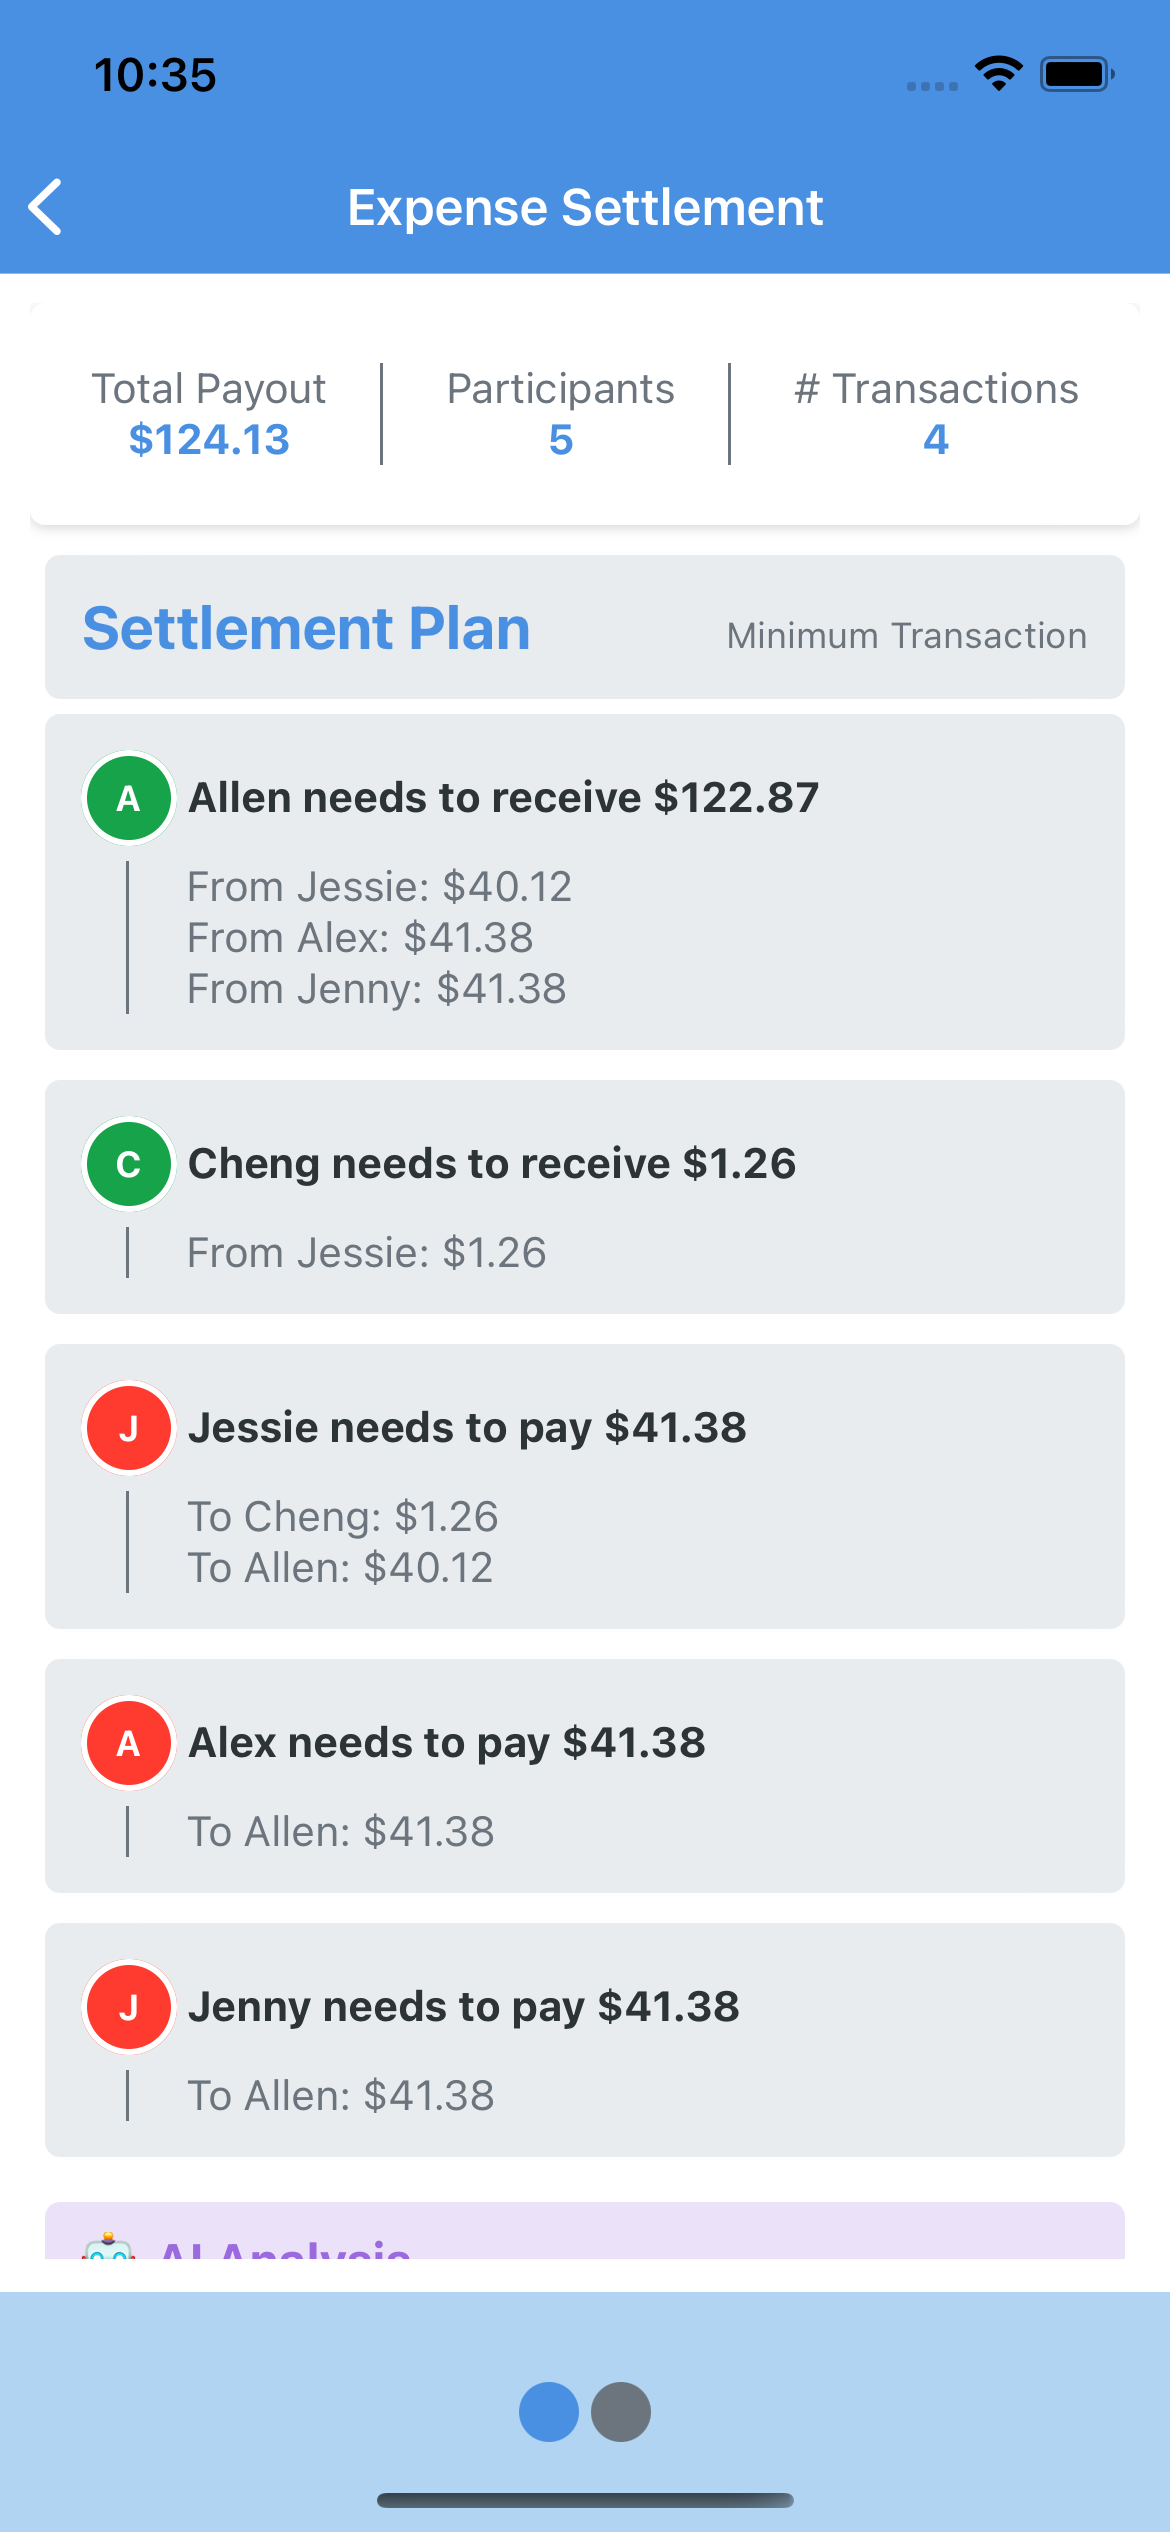 10:35
Expense Settlement
Total Payout
$124.13
Participants
5
# Transactions
4
Settlement Plan
Minimum Transaction
A
Allen needs to receive $122.87
From Jessie: $40.12
From Alex: $41.38
From Jenny: $41.38
C
Cheng needs to receive $1.26
From Jessie: $1.26
J
Jessie needs to pay $41.38
To Cheng: $1.26
To Allen: $40.12
A
Alex needs to pay $41.38
To Allen: $41.38
J
Jenny needs to pay $41.38
To Allen: $41.38
AI Analysis